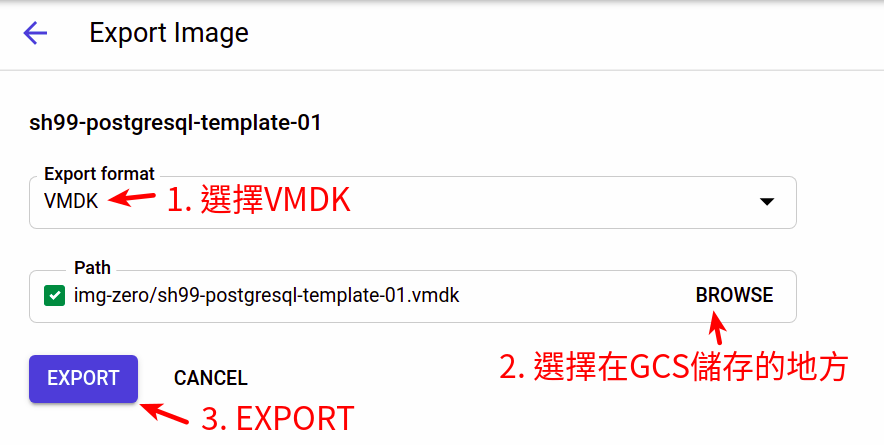 Export Image
sh99-postgresql-template-01
Export format
VMDK
1. 選擇VMDK
Path
img-zero/sh99-postgresql-template-01.vmdk
BROWSE
2. 選擇在GCS儲存的地方
EXPORT
CANCEL
3. EXPORT